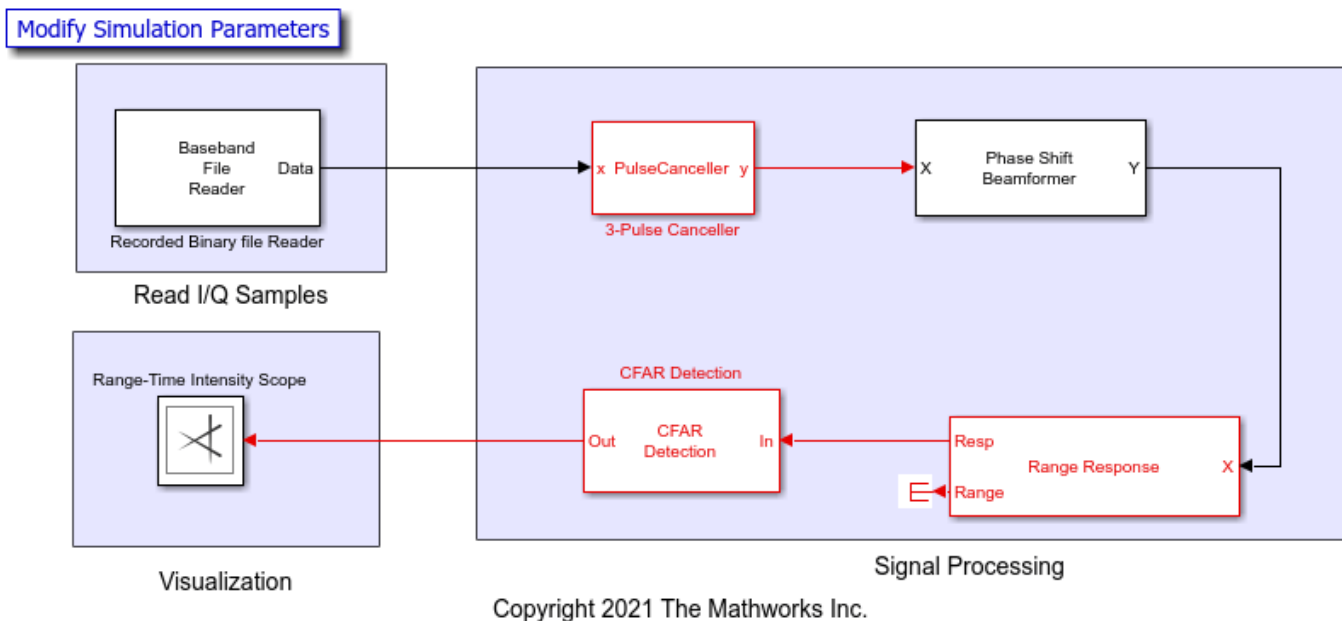 Modify Simulation Parameters
Baseband
File
Reader
Data
Recorded Binary file Reader
Read I/Q Samples
x PulseCanceller y
3-Pulse Canceller
X
Phase Shift
Beamformer
Y
Range-Time Intensity Scope
Visualization
CFAR Detection
Out
CFAR
Detection
In
Resp
Range
Range Response
X
Signal Processing
Copyright 2021 The Mathworks Inc.